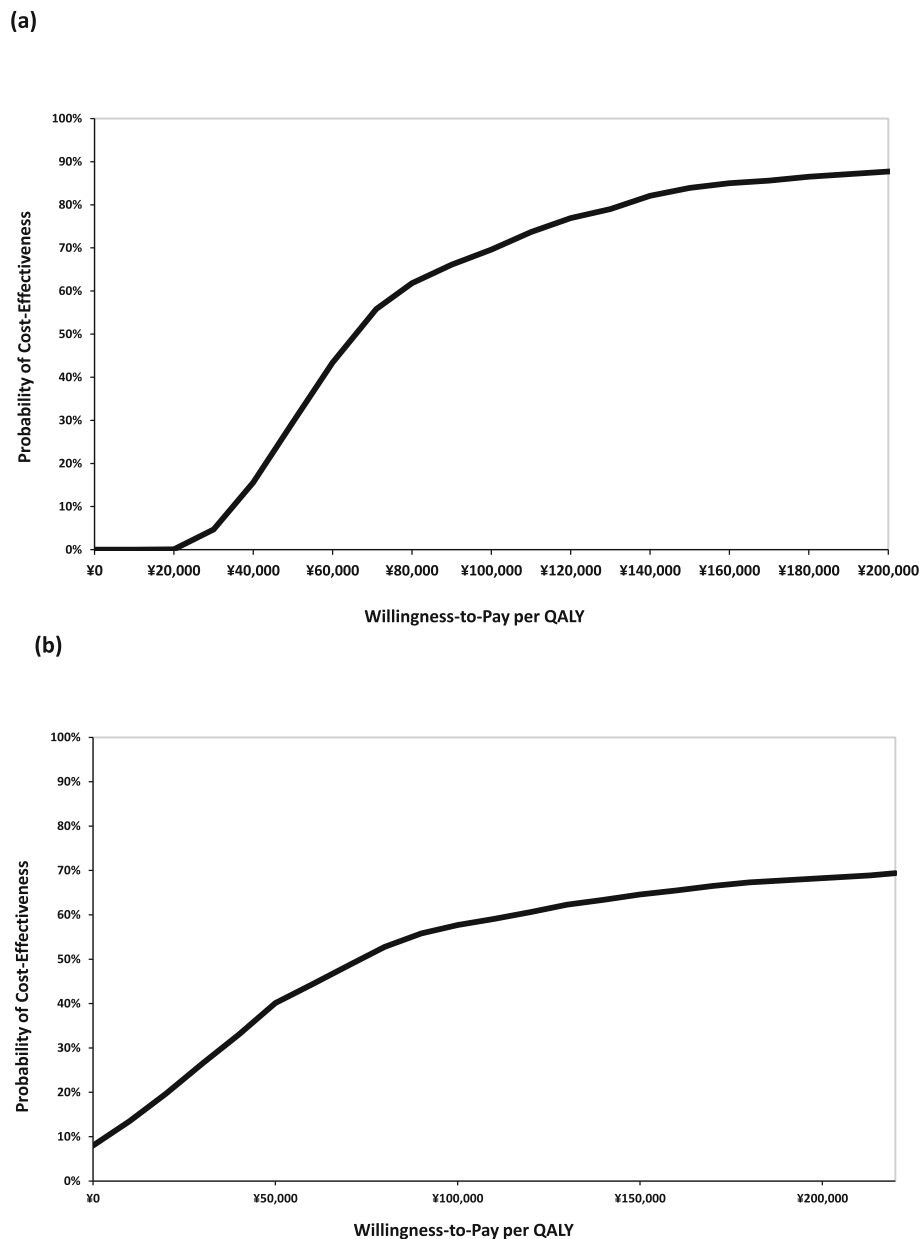 (a)
100%
90%
80%
70%
60%
50%
40%
30%
20%
10%
0%
Probability of Cost-Effectiveness
¥0 ¥20,000 ¥40,000 ¥60,000 ¥80,000 ¥100,000 ¥120,000 ¥140,000 ¥160,000 ¥180,000 ¥200,000
Willingness-to-Pay per QALY
(b)
100%
90%
80%
70%
60%
50%
40%
30%
20%
10%
0%
Probability of Cost-Effectiveness
¥0 ¥50,000 ¥100,000 ¥150,000 ¥200,000
Willingness-to-Pay per QALY